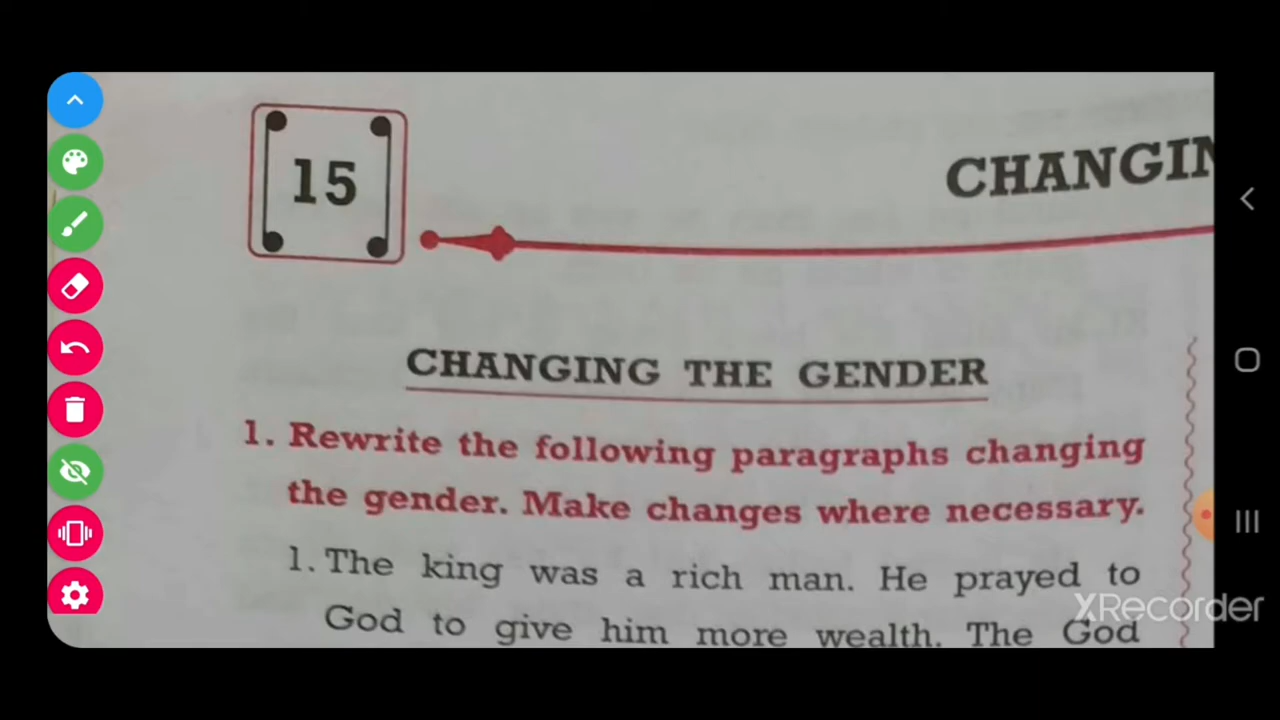 15
CHANGIN
CHANGING THE GENDER
1. Rewrite the following paragraphs changing
the gender. Make changes where necessary.
1. The king was a rich man. He prayed to
God to give him more wealth. The God
XRecorder